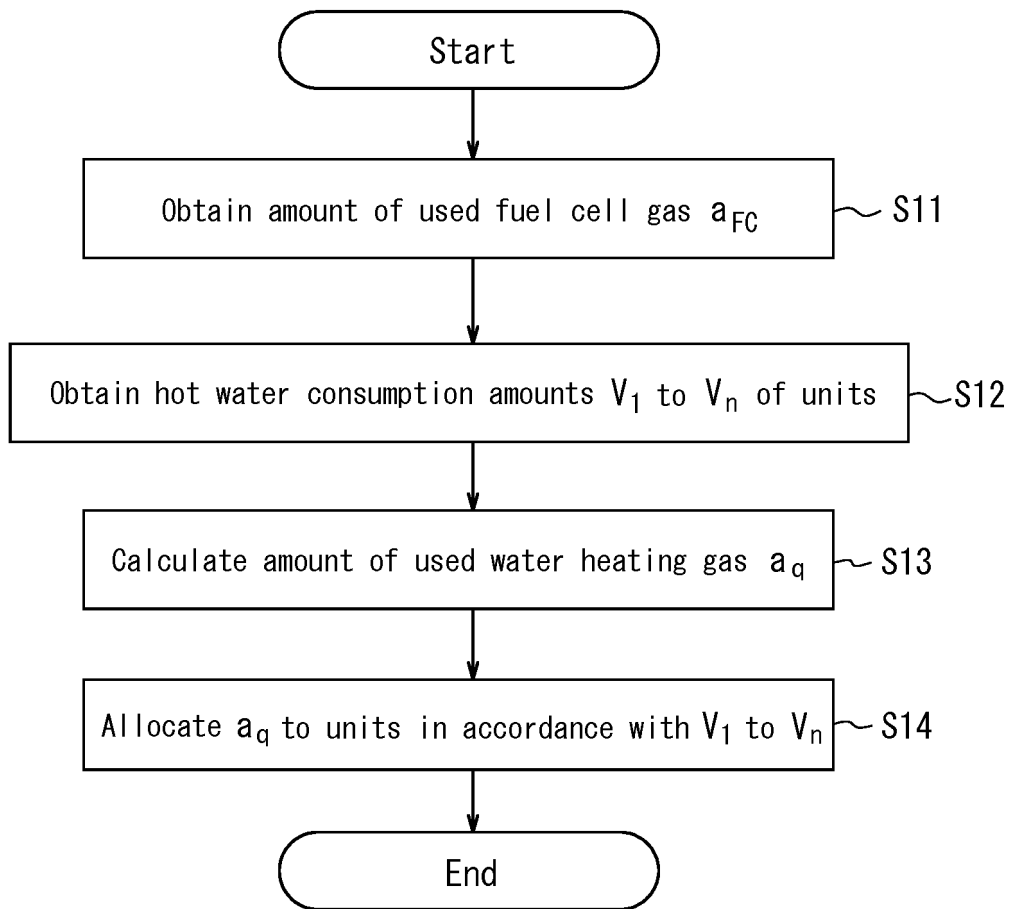 Start
Obtain amount of used fuel cell gas a_FC S11
Obtain hot water consumption amounts V_1 to V_n of units S12
Calculate amount of used water heating gas a_q S13
Allocate a_q to units in accordance with V_1 to V_n S14
End